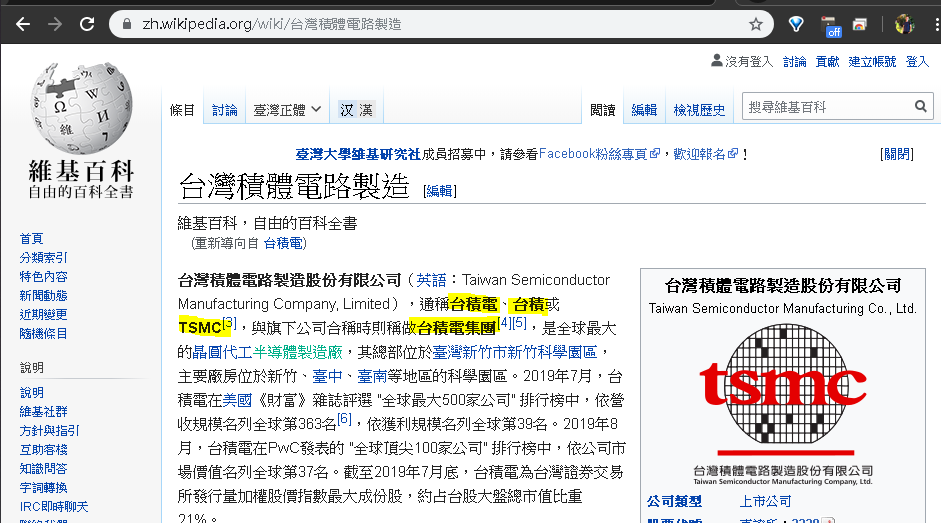 zh.wikipedia.org/wiki/台灣積體電路製造
off
沒有登入 討論 貢獻 建立帳號 登入
條目 討論 臺灣正體 汉 漢 閱讀 編輯 檢視歷史 搜尋維基百科
維基百科
自由的百科全書
臺灣大學維基研究社成員招募中，請參看Facebook粉絲專頁，歡迎報名！ [關閉]
台灣積體電路製造 [編輯]
維基百科，自由的百科全書
(重新導向自 台積電)
首頁
分類索引
特色內容
新聞動態
近期變更
隨機條目
說明
說明
維基社群
方針與指引
互助客棧
知識問答
字詞轉換
IRC即時聊天
台灣積體電路製造股份有限公司（英語：Taiwan Semiconductor
Manufacturing Company, Limited），通稱台積電、台積或
TSMC[3]，與旗下公司合稱時則稱做台積電集團[4][5]，是全球最大
的晶圓代工半導體製造廠，其總部位於臺灣新竹市新竹科學園區，
主要廠房位於新竹、臺中、臺南等地區的科學園區。2019年7月，台
積電在美國《財富》雜誌評選 "全球最大500家公司" 排行榜中，依營
收規模名列全球第363名[6]，依獲利規模名列全球第39名。2019年8
月，台積電在PwC發表的 "全球頂尖100家公司" 排行榜中，依公司市
場價值名列全球第37名。截至2019年7月底，台積電為台灣證券交易
所發行量加權股價指數最大成份股，約占台股大盤總市值比重
21%。
台灣積體電路製造股份有限公司
Taiwan Semiconductor Manufacturing Co., Ltd.
tsmc
台灣積體電路製造股份有限公司
Taiwan Semiconductor Manufacturing Company, Ltd.
公司類型 上市公司